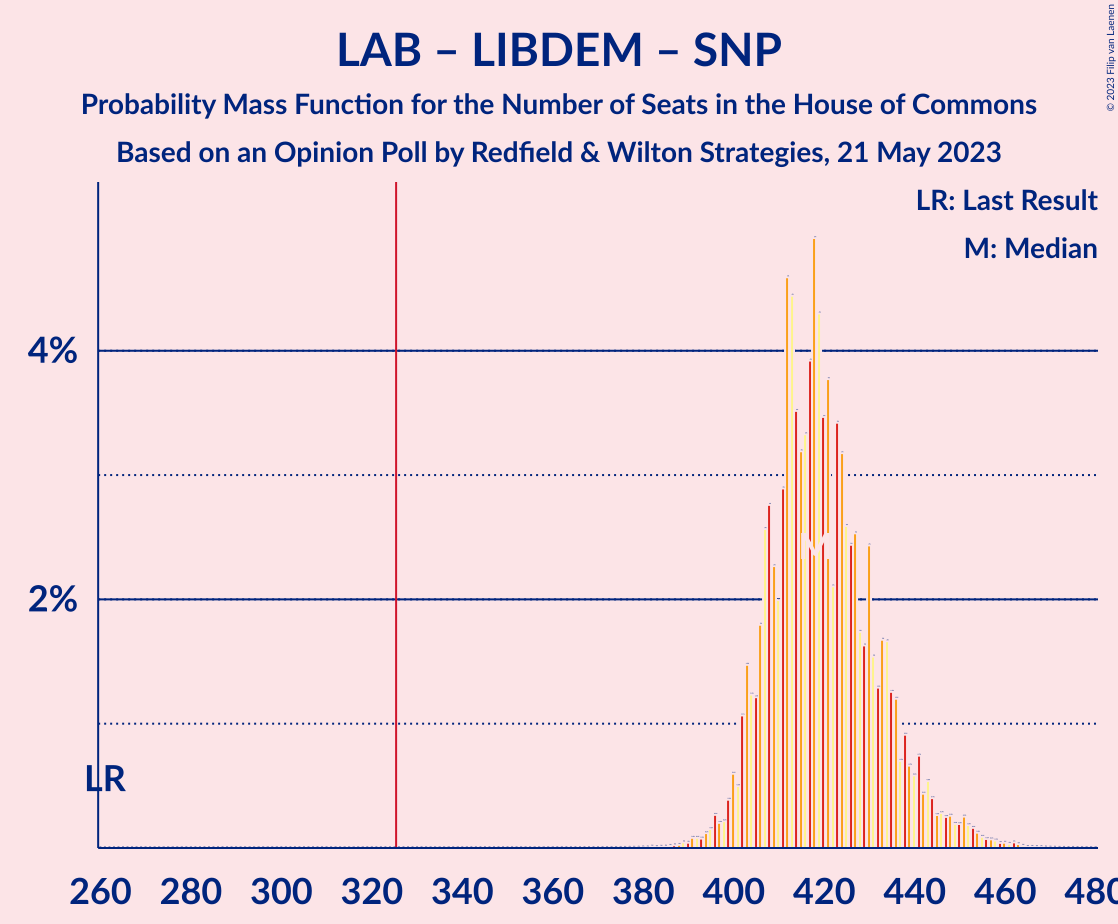 LAB – LIBDEM – SNP
Probability Mass Function for the Number of Seats in the House of Commons
Based on an Opinion Poll by Redfield & Wilton Strategies, 21 May 2023
© 2023 Filip van Laenen
LR: Last Result
M: Median
4%
2%
M
LR
260 280 300 320 340 360 380 400 420 440 460 480